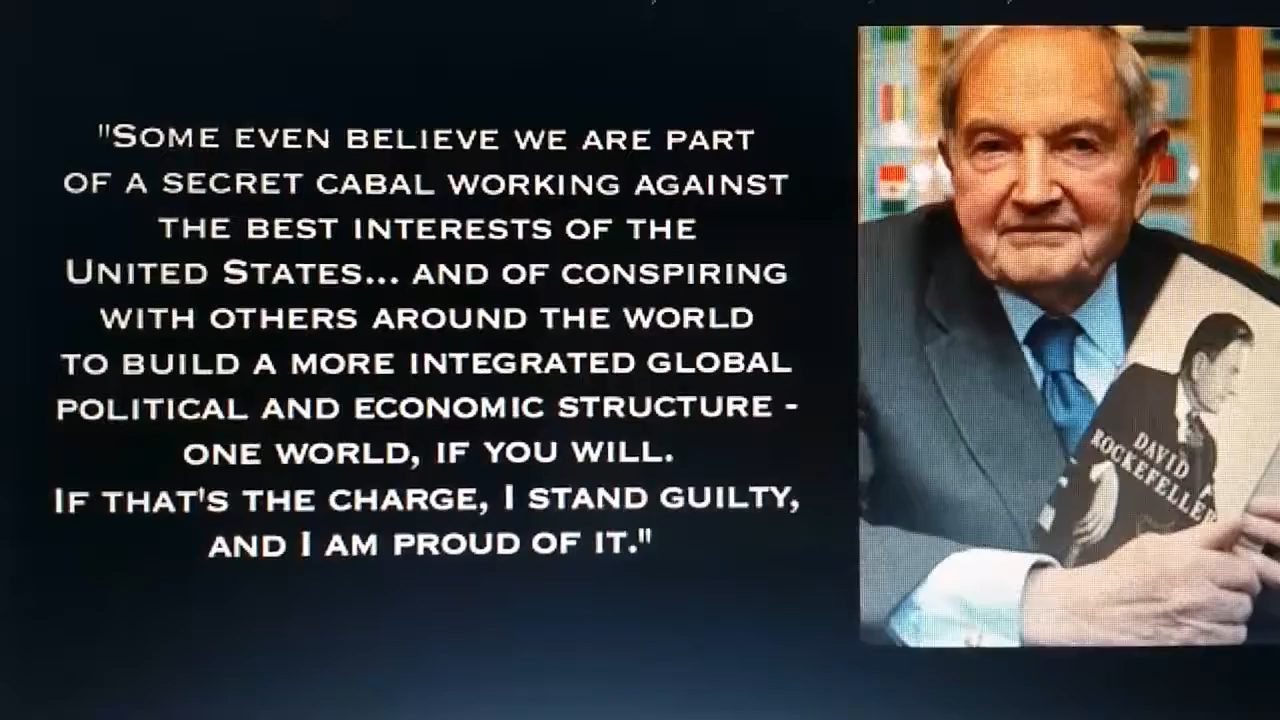 "SOME EVEN BELIEVE WE ARE PART
OF A SECRET CABAL WORKING AGAINST
THE BEST INTERESTS OF THE
UNITED STATES... AND OF CONSPIRING
WITH OTHERS AROUND THE WORLD
TO BUILD A MORE INTEGRATED GLOBAL
POLITICAL AND ECONOMIC STRUCTURE -
ONE WORLD, IF YOU WILL.
IF THAT'S THE CHARGE, I STAND GUILTY,
AND I AM PROUD OF IT."
DAVID
ROCKEFELLER